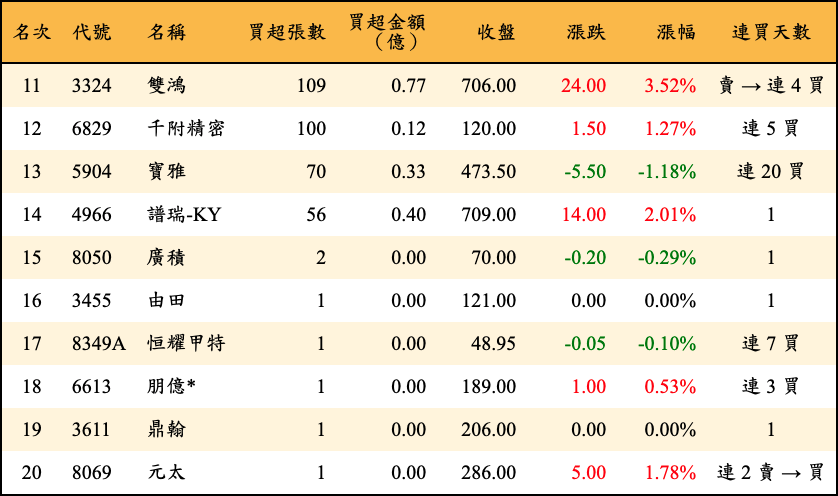 名次 代號 名稱 買超張數 買超金額（億） 收盤 漲跌 漲幅 連買天數
11 3324 雙鴻 109 0.77 706.00 24.00 3.52% 賣 → 連 4 買
12 6829 千附精密 100 0.12 120.00 1.50 1.27% 連 5 買
13 5904 寶雅 70 0.33 473.50 -5.50 -1.18% 連 20 買
14 4966 譜瑞-KY 56 0.40 709.00 14.00 2.01% 1
15 8050 廣積 2 0.00 70.00 -0.20 -0.29% 1
16 3455 由田 1 0.00 121.00 0.00 0.00% 1
17 8349A 恒耀甲特 1 0.00 48.95 -0.05 -0.10% 連 7 買
18 6613 朋億* 1 0.00 189.00 1.00 0.53% 連 3 買
19 3611 鼎翰 1 0.00 206.00 0.00 0.00% 1
20 8069 元太 1 0.00 286.00 5.00 1.78% 連 2 賣 → 買